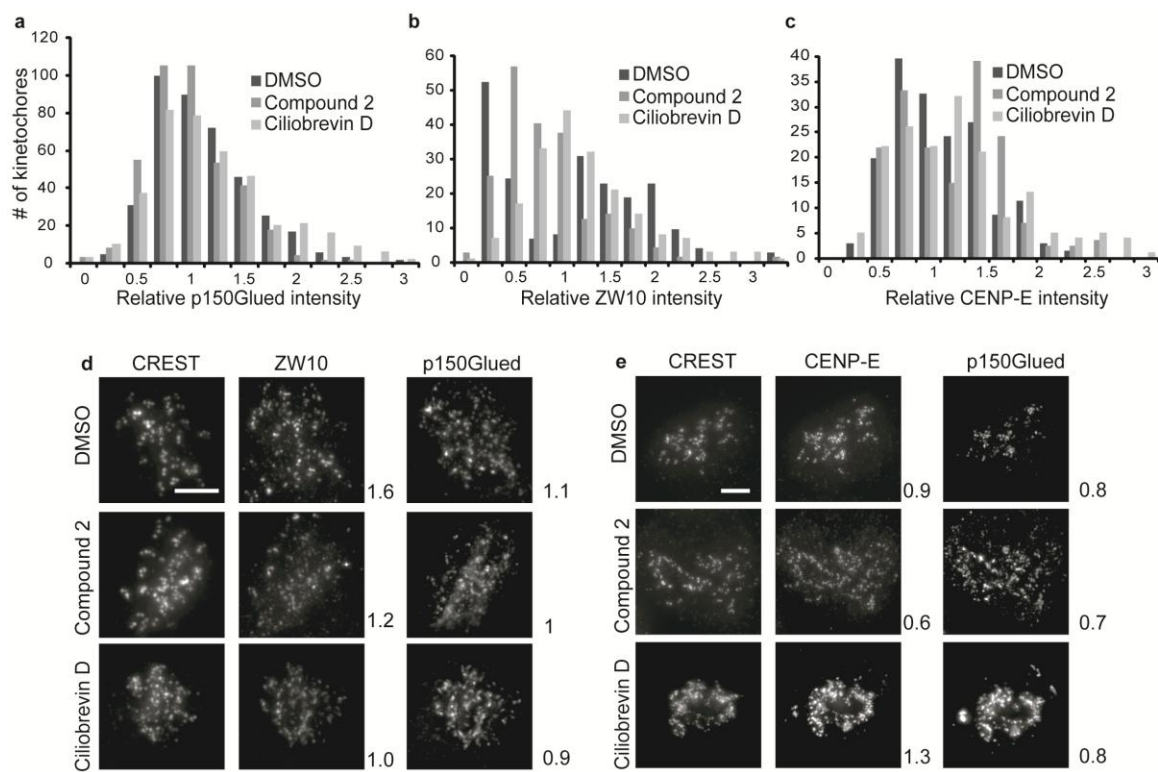 a
120
100
80
60
40
20
0
# of kinetochores
DMSO
Compound 2
Ciliobrevin D
0 0.5 1 1.5 2 2.5 3
Relative p150Glued intensity
b
60
50
40
30
20
10
0
DMSO
Compound 2
Ciliobrevin D
0 0.5 1 1.5 2 2.5 3
Relative ZW10 intensity
c
40
35
30
25
20
15
10
5
0
DMSO
Compound 2
Ciliobrevin D
0 0.5 1 1.5 2 2.5 3
Relative CENP-E intensity
d CREST ZW10 p150Glued
DMSO
1.6 1.1
Compound 2
1.2 1
Ciliobrevin D
1.0 0.9
e CREST CENP-E p150Glued
DMSO
0.9 0.8
Compound 2
0.6 0.7
Ciliobrevin D
1.3 0.8